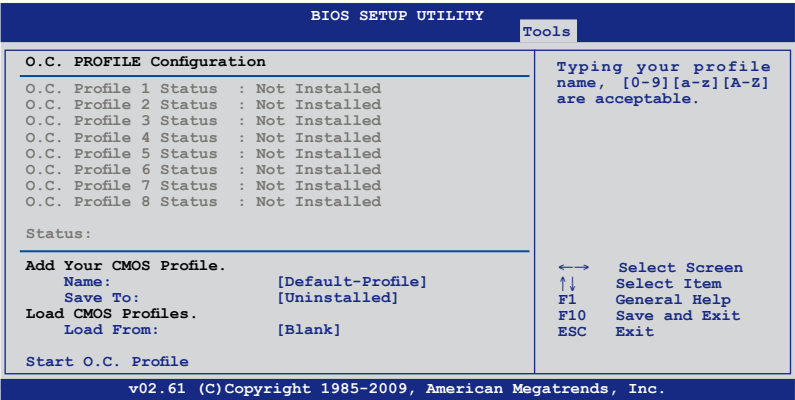 BIOS SETUP UTILITY
Tools
O.C. PROFILE Configuration
O.C. Profile 1 Status : Not Installed
O.C. Profile 2 Status : Not Installed
O.C. Profile 3 Status : Not Installed
O.C. Profile 4 Status : Not Installed
O.C. Profile 5 Status : Not Installed
O.C. Profile 6 Status : Not Installed
O.C. Profile 7 Status : Not Installed
O.C. Profile 8 Status : Not Installed
Status:
Add Your CMOS Profile.
Name: [Default-Profile]
Save To: [Uninstalled]
Load CMOS Profiles.
Load From: [Blank]
Start O.C. Profile
Typing your profile
name, [0-9][a-z][A-Z]
are acceptable.
←→ Select Screen
↑↓ Select Item
F1 General Help
F10 Save and Exit
ESC Exit
v02.61 (C)Copyright 1985-2009, American Megatrends, Inc.